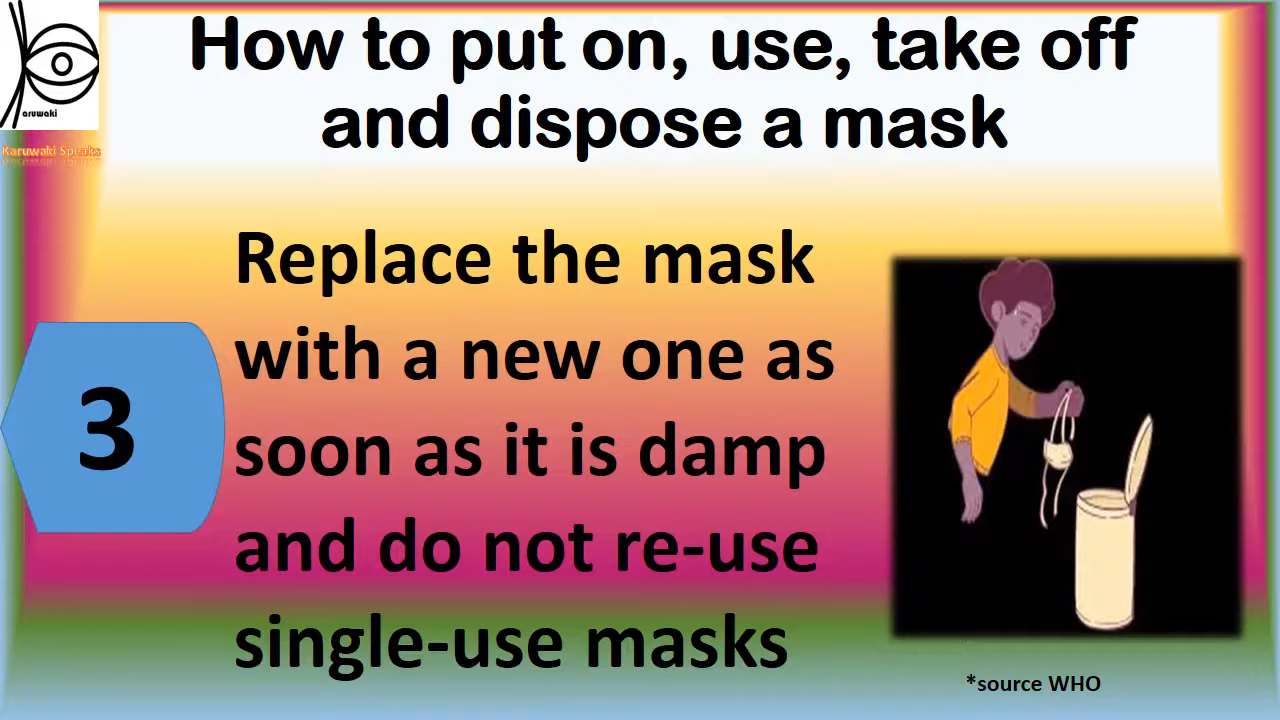 How to put on, use, take off
and dispose a mask
aruwaki
Karuwaki Speaks
Replace the mask
with a new one as
soon as it is damp
and do not re-use
single-use masks
3
*source WHO